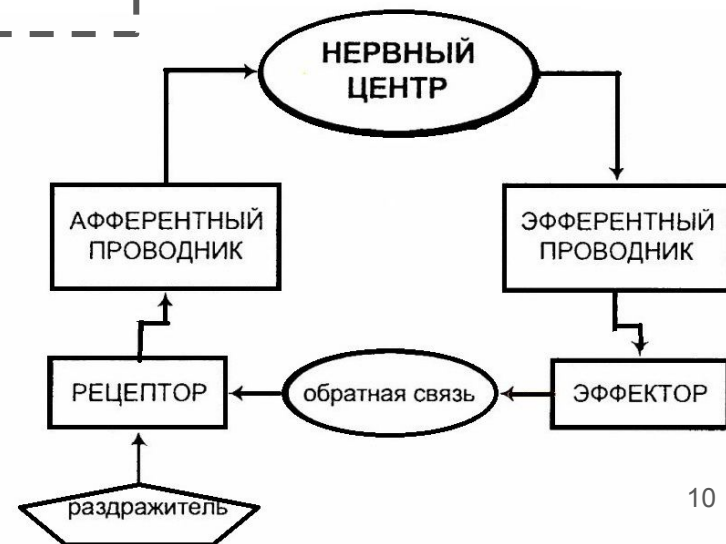 НЕРВНЫЙ
ЦЕНТР
АФФЕРЕНТНЫЙ
ПРОВОДНИК
ЭФФЕРЕНТНЫЙ
ПРОВОДНИК
РЕЦЕПТОР
обратная связь
ЭФФЕКТОР
раздражитель
10